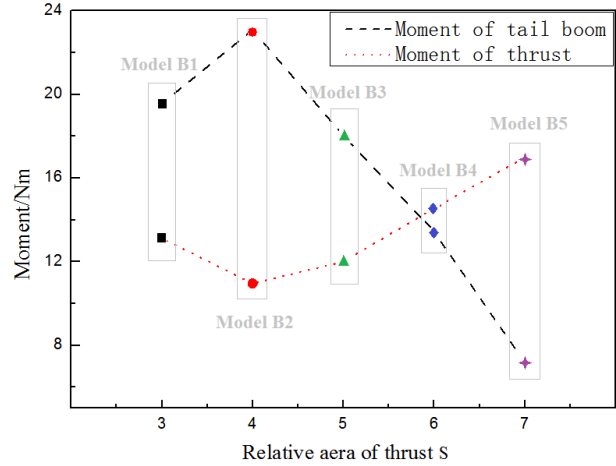 24
20
16
12
8
Moment/Nm
Moment of tail boom
Moment of thrust
Model B1
Model B2
Model B3
Model B4
Model B5
3 4 5 6 7
Relative aera of thrust S